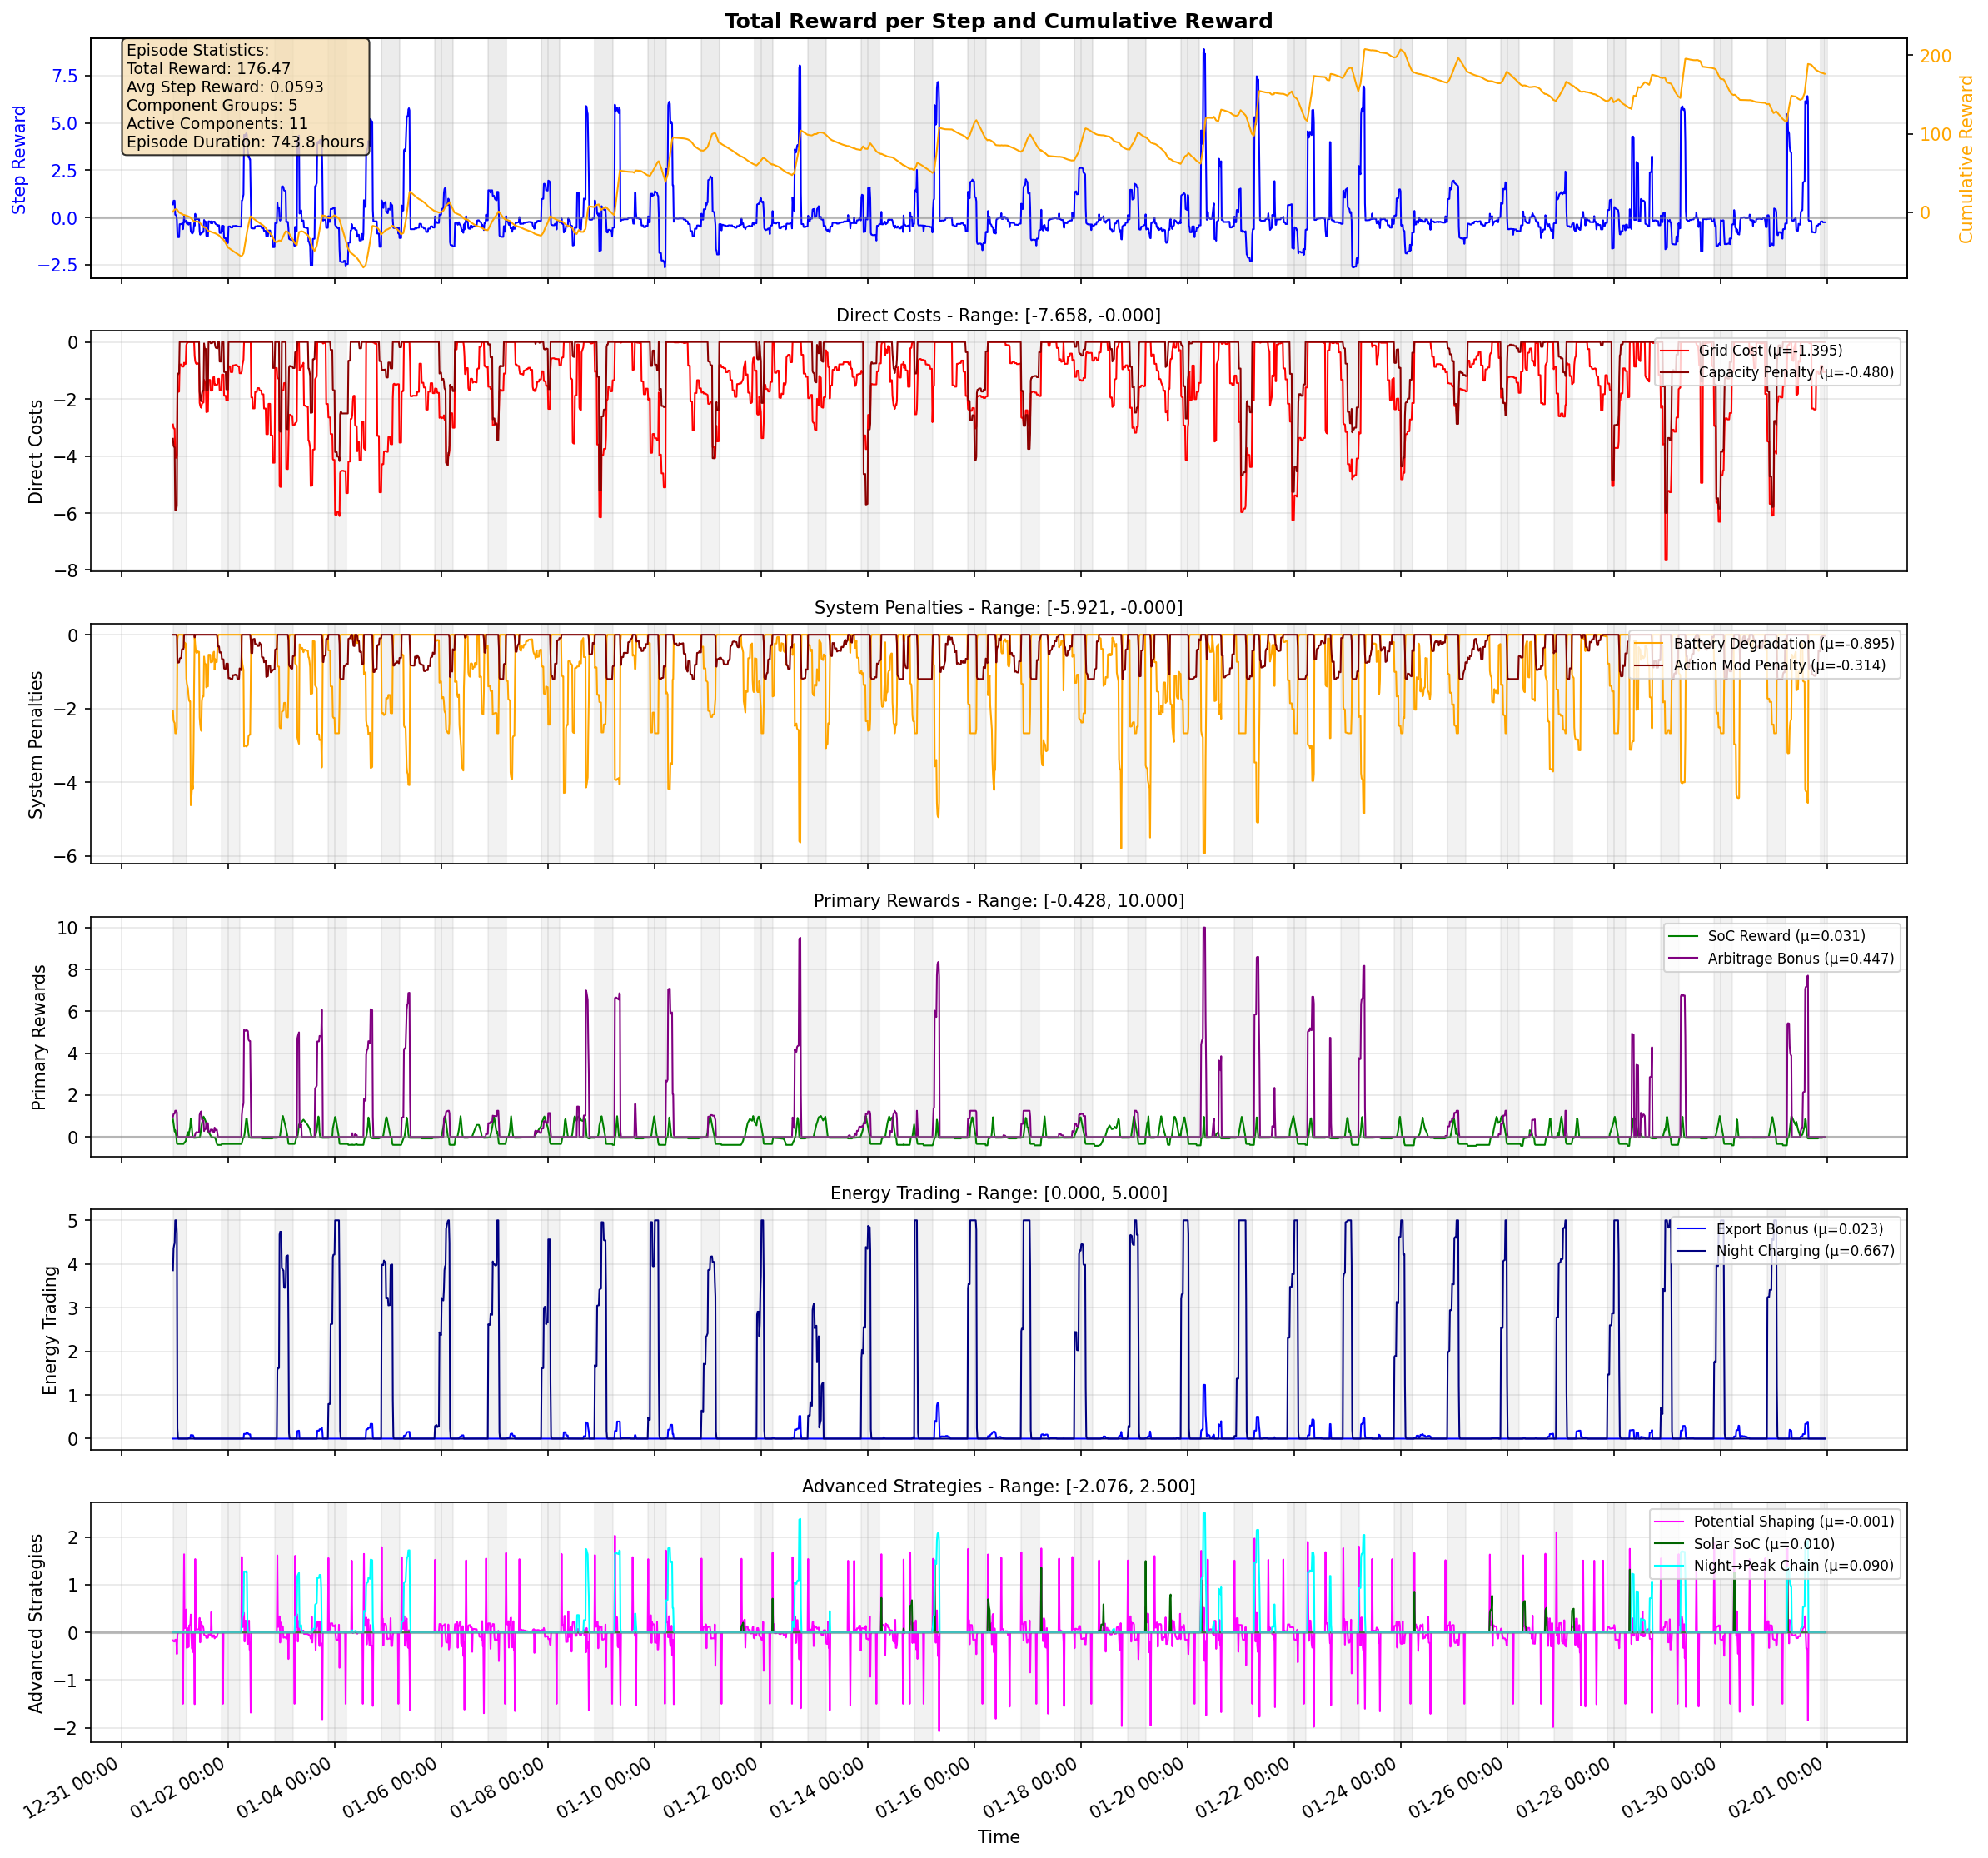 Total Reward per Step and Cumulative Reward
Episode Statistics:
Total Reward: 176.47
Avg Step Reward: 0.0593
Component Groups: 5
Active Components: 11
Episode Duration: 743.8 hours
Step Reward
7.5
5.0
2.5
0.0
−2.5
200
100
0
Cumulative Reward
Direct Costs - Range: [-7.658, -0.000]
Direct Costs
0
−2
−4
−6
−8
Grid Cost (μ=-1.395)
Capacity Penalty (μ=-0.480)
System Penalties - Range: [-5.921, -0.000]
System Penalties
0
−2
−4
−6
Battery Degradation (μ=-0.895)
Action Mod Penalty (μ=-0.314)
Primary Rewards - Range: [-0.428, 10.000]
Primary Rewards
10
8
6
4
2
0
SoC Reward (μ=0.031)
Arbitrage Bonus (μ=0.447)
Energy Trading - Range: [0.000, 5.000]
Energy Trading
5
4
3
2
1
0
Export Bonus (μ=0.023)
Night Charging (μ=0.667)
Advanced Strategies - Range: [-2.076, 2.500]
Advanced Strategies
2
1
0
−1
−2
Potential Shaping (μ=-0.001)
Solar SoC (μ=0.010)
Night→Peak Chain (μ=0.090)
12-31 00:00
01-02 00:00
01-04 00:00
01-06 00:00
01-08 00:00
01-10 00:00
01-12 00:00
01-14 00:00
01-16 00:00
01-18 00:00
01-20 00:00
01-22 00:00
01-24 00:00
01-26 00:00
01-28 00:00
01-30 00:00
02-01 00:00
Time